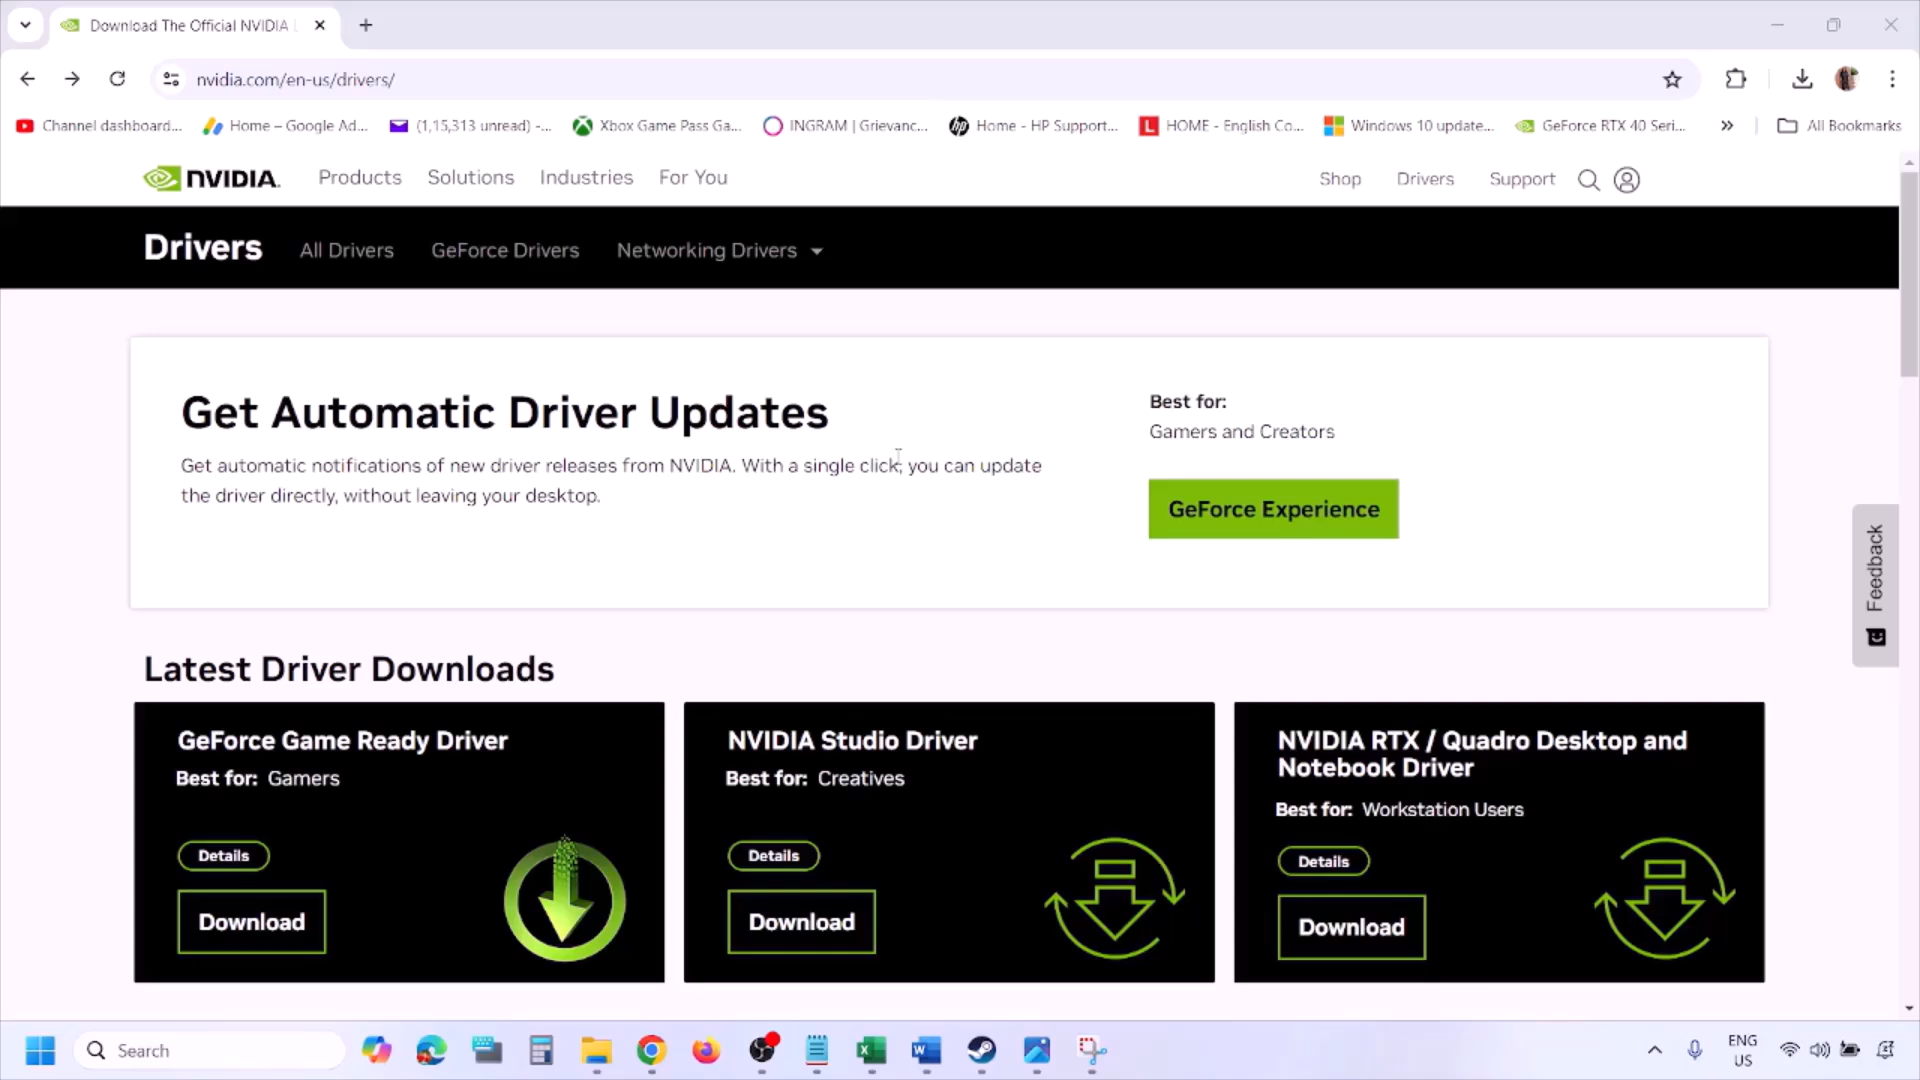 Download The Official NVIDIA
nvidia.com/en-us/drivers/
Channel dashboard...
Home – Google Ad...
(1,15,313 unread) -...
Xbox Game Pass Ga...
INGRAM | Grievanc...
Home - HP Support...
HOME - English Co...
Windows 10 update...
GeForce RTX 40 Seri...
All Bookmarks
NVIDIA.
Products
Solutions
Industries
For You
Shop
Drivers
Support
Drivers
All Drivers
GeForce Drivers
Networking Drivers
Get Automatic Driver Updates
Get automatic notifications of new driver releases from NVIDIA. With a single click, you can update
the driver directly, without leaving your desktop.
Best for:
Gamers and Creators
GeForce Experience
Feedback
Latest Driver Downloads
GeForce Game Ready Driver
Best for: Gamers
Details
Download
NVIDIA Studio Driver
Best for: Creatives
Details
Download
NVIDIA RTX / Quadro Desktop and
Notebook Driver
Best for: Workstation Users
Details
Download
Search
ENG
US